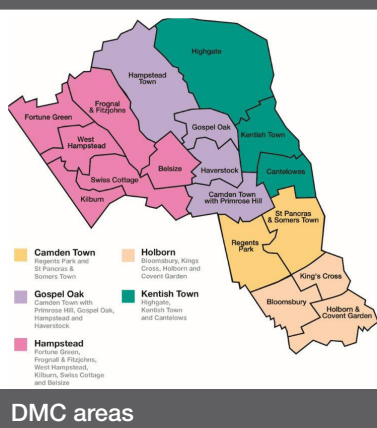 Highgate
Hampstead
Town
Frognal
& Fitzjohns
Fortune Green
Gospel Oak
Kentish Town
West
Hampstead
Belsize
Haverstock
Cantelowes
Swiss Cottage
Kilburn
Camden Town
with Primrose Hill
St Pancras
& Somers Town
Regents
Park
King's Cross
Bloomsbury
Holborn &
Covent Garden
Camden Town
Regents Park and
St Pancras &
Somers Town
Holborn
Bloomsbury, Kings
Cross, Holborn and
Covent Garden
Gospel Oak
Camden Town with
Primrose Hill, Gospel Oak,
Hampstead and
Haverstock
Kentish Town
Highgate,
Kentish Town
and Cantelows
Hampstead
Fortune Green,
Frognall & Fitzjohns,
West Hampstead,
Kilburn, Swiss Cottage
and Belsize
DMC areas